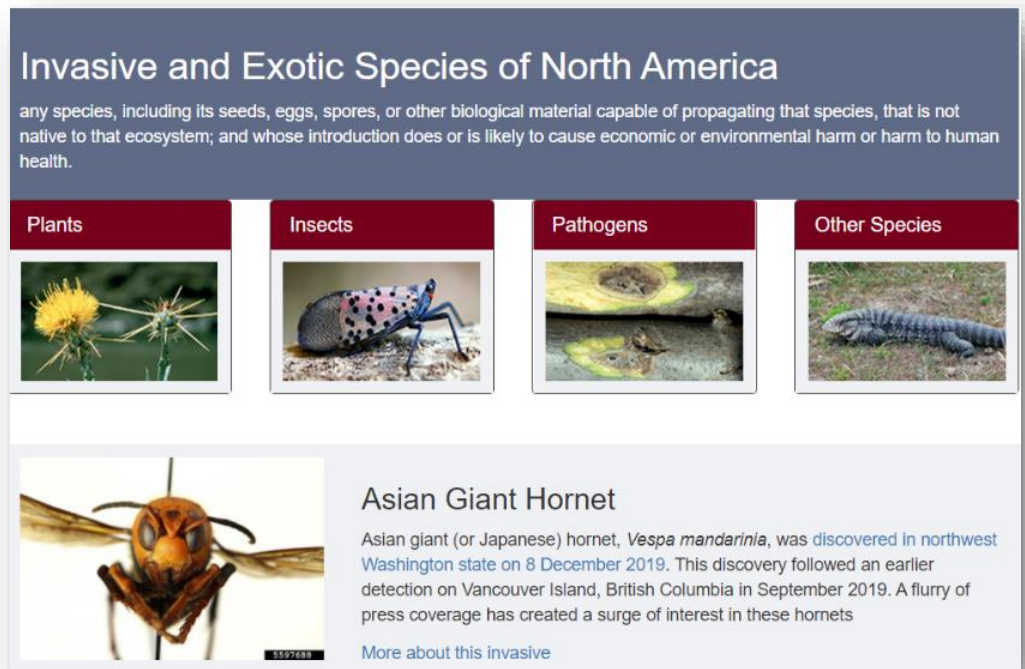 Invasive and Exotic Species of North America
any species, including its seeds, eggs, spores, or other biological material capable of propagating that species, that is not
native to that ecosystem; and whose introduction does or is likely to cause economic or environmental harm or harm to human
health.
Plants
Insects
Pathogens
Other Species
Asian Giant Hornet
Asian giant (or Japanese) hornet, Vespa mandarinia, was discovered in northwest
Washington state on 8 December 2019. This discovery followed an earlier
detection on Vancouver Island, British Columbia in September 2019. A flurry of
press coverage has created a surge of interest in these hornets
5597688
More about this invasive